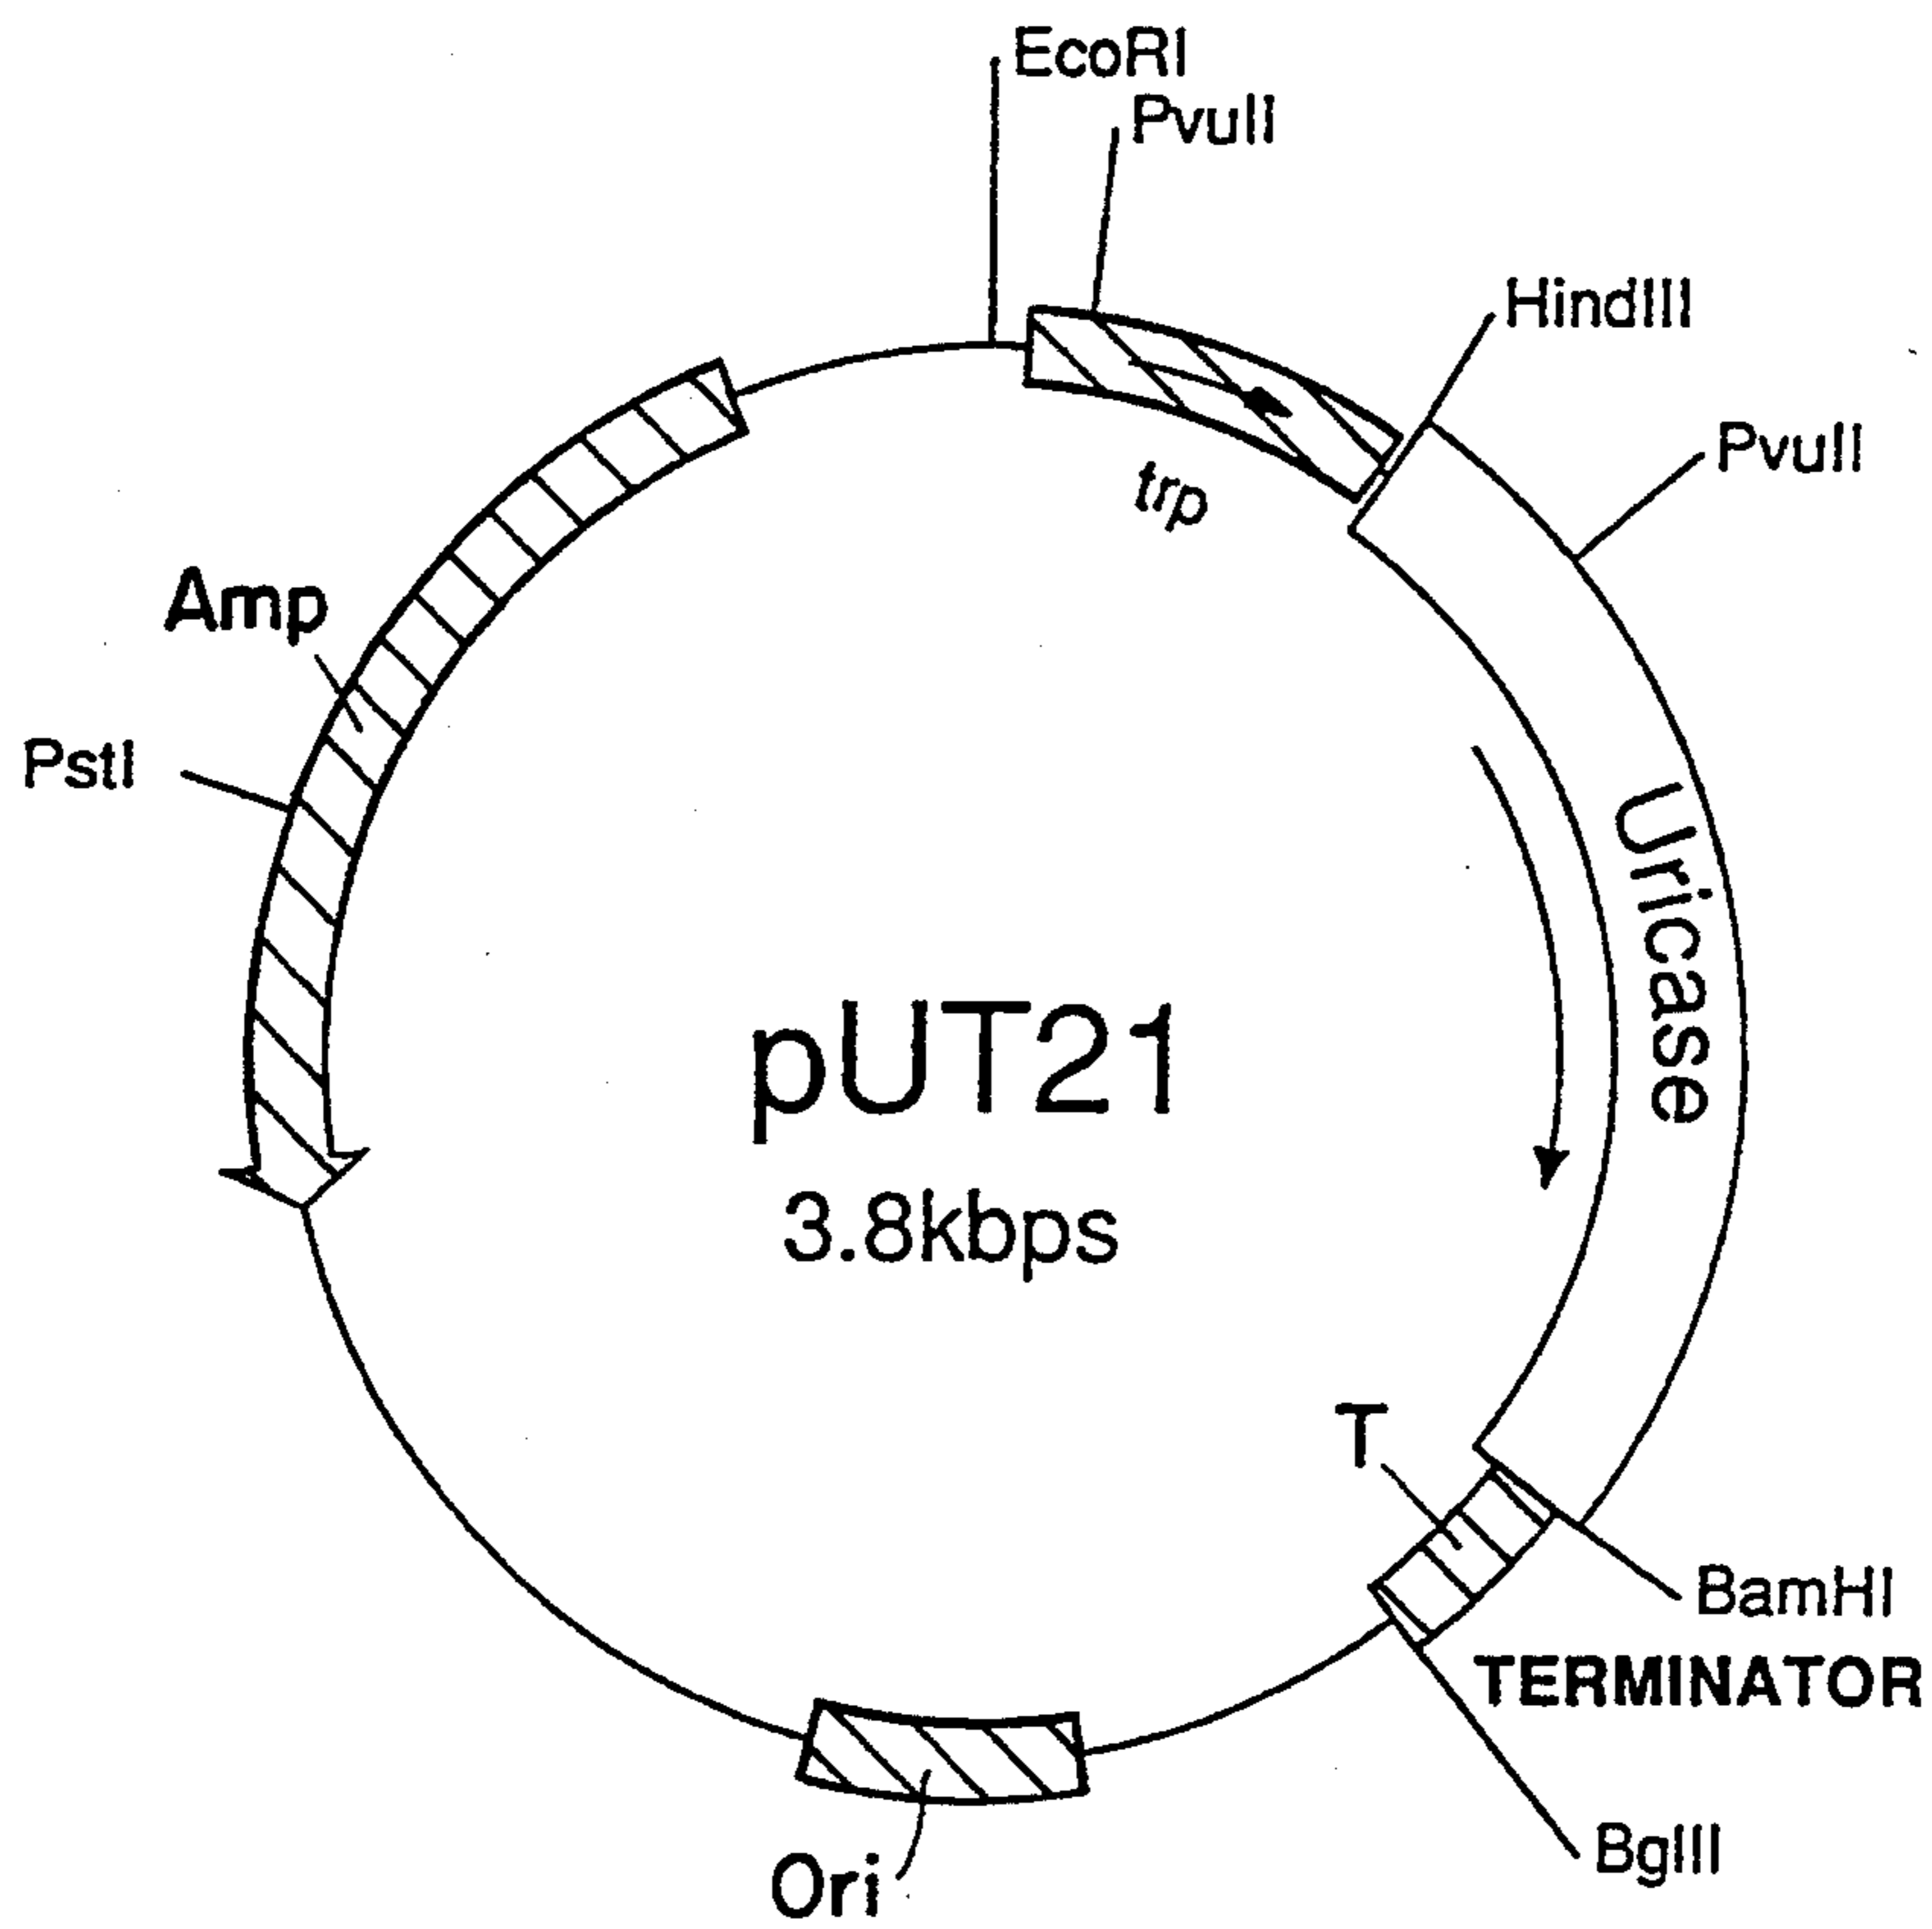 EcoRI
PvuII
HindIII
PvuII
trp
Amp
PstI
Uricase
pUT21
3.8kbps
T
BamHI
TERMINATOR
BglII
Ori